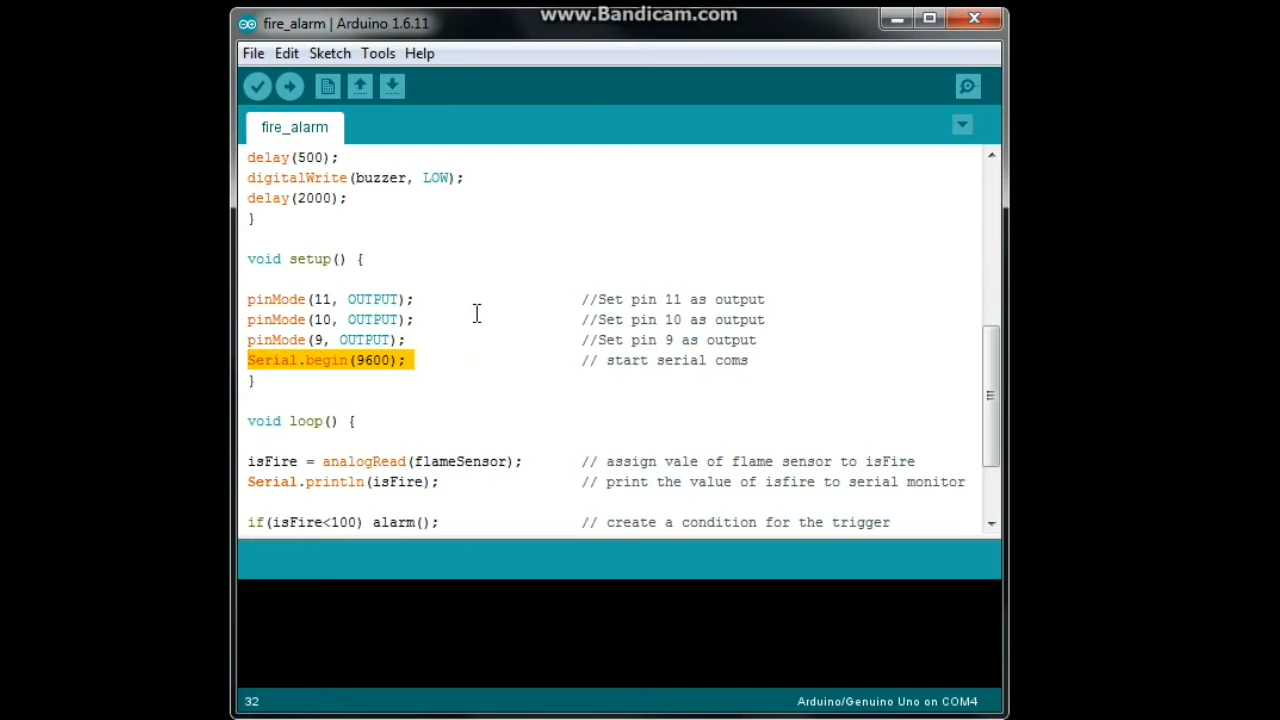 www.Bandicam.com
fire_alarm | Arduino 1.6.11
File Edit Sketch Tools Help
fire_alarm
delay(500);
digitalWrite(buzzer, LOW);
delay(2000);
}
void setup() {
pinMode(11, OUTPUT); //Set pin 11 as output
pinMode(10, OUTPUT); //Set pin 10 as output
pinMode(9, OUTPUT); //Set pin 9 as output
Serial.begin(9600); // start serial coms
}
void loop() {
isFire = analogRead(flameSensor); // assign vale of flame sensor to isFire
Serial.println(isFire); // print the value of isfire to serial monitor
if(isFire<100) alarm(); // create a condition for the trigger
32 Arduino/Genuino Uno on COM4